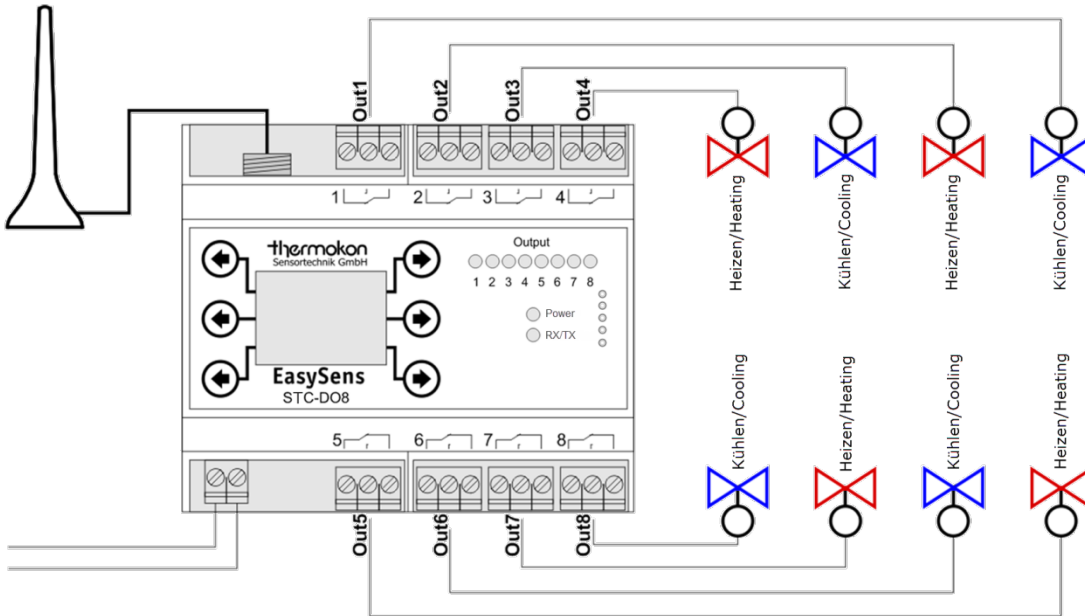 Out1
Out2
Out3
Out4
1
2
3
4
Heizen/Heating
Kühlen/Cooling
Heizen/Heating
Kühlen/Cooling
thermokon
Sensortechnik GmbH
Output
1 2 3 4 5 6 7 8
Power
RX/TX
EasySens
STC-DO8
5
6
7
8
Kühlen/Cooling
Heizen/Heating
Kühlen/Cooling
Heizen/Heating
Out5
Out6
Out7
Out8